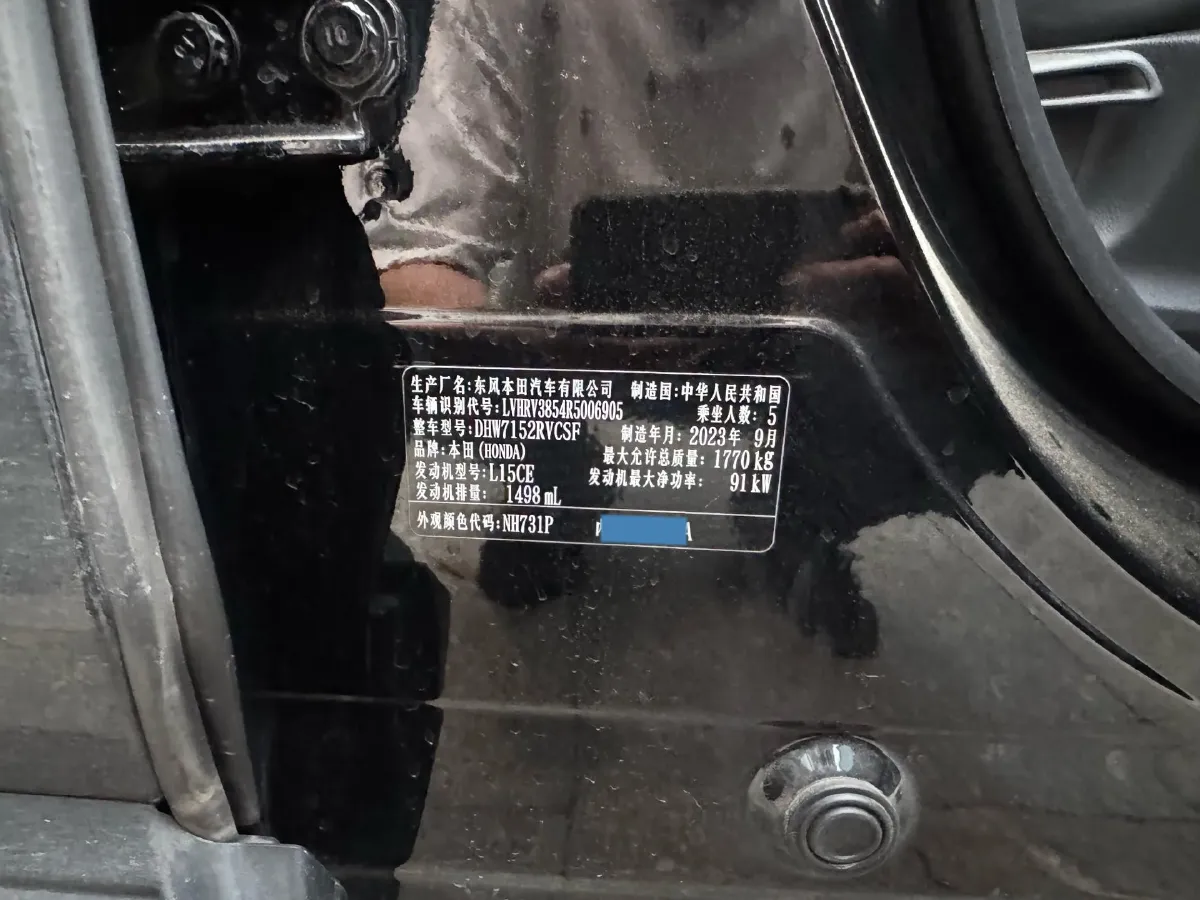 生产厂名:东风本田汽车有限公司 制造国:中华人民共和国
车辆识别代号:LVHRV3854R5006905 乘坐人数: 5
整车型号:DHW7152RVCSF 制造年月: 2023年 9月
品牌:本田 (HONDA) 最大允许总质量: 1770 kg
发动机型号:L15CE 发动机最大净功率: 91 kW
发动机排量: 1498 mL
外观颜色代码:NH731P
10